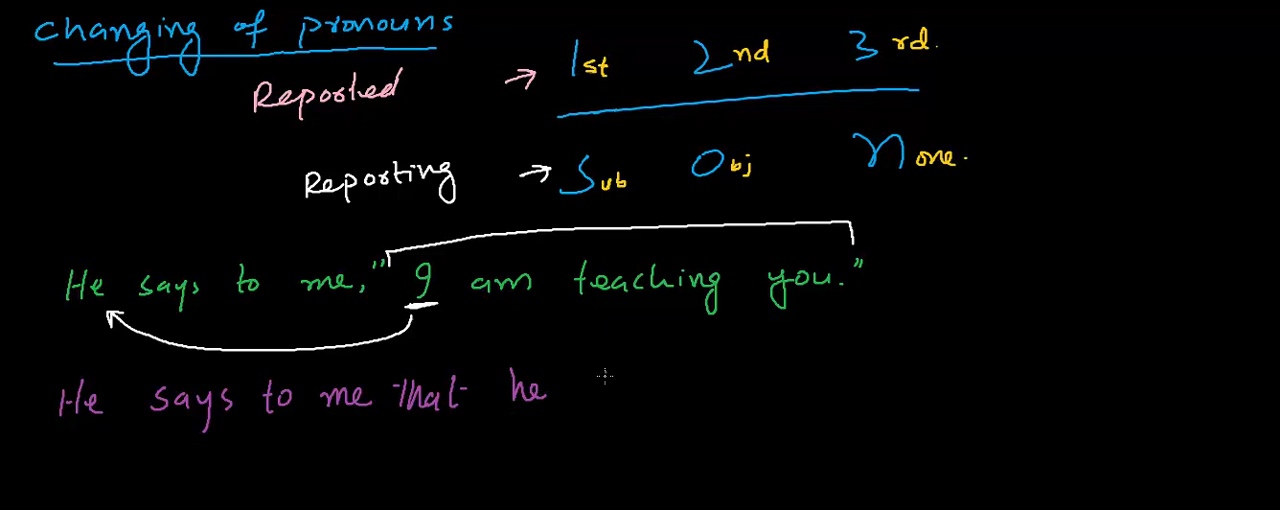 Changing of pronouns
Reported → 1st 2nd 3rd.
Reporting → Sub Obj None.
He says to me, "I am teaching you."
He says to me that he